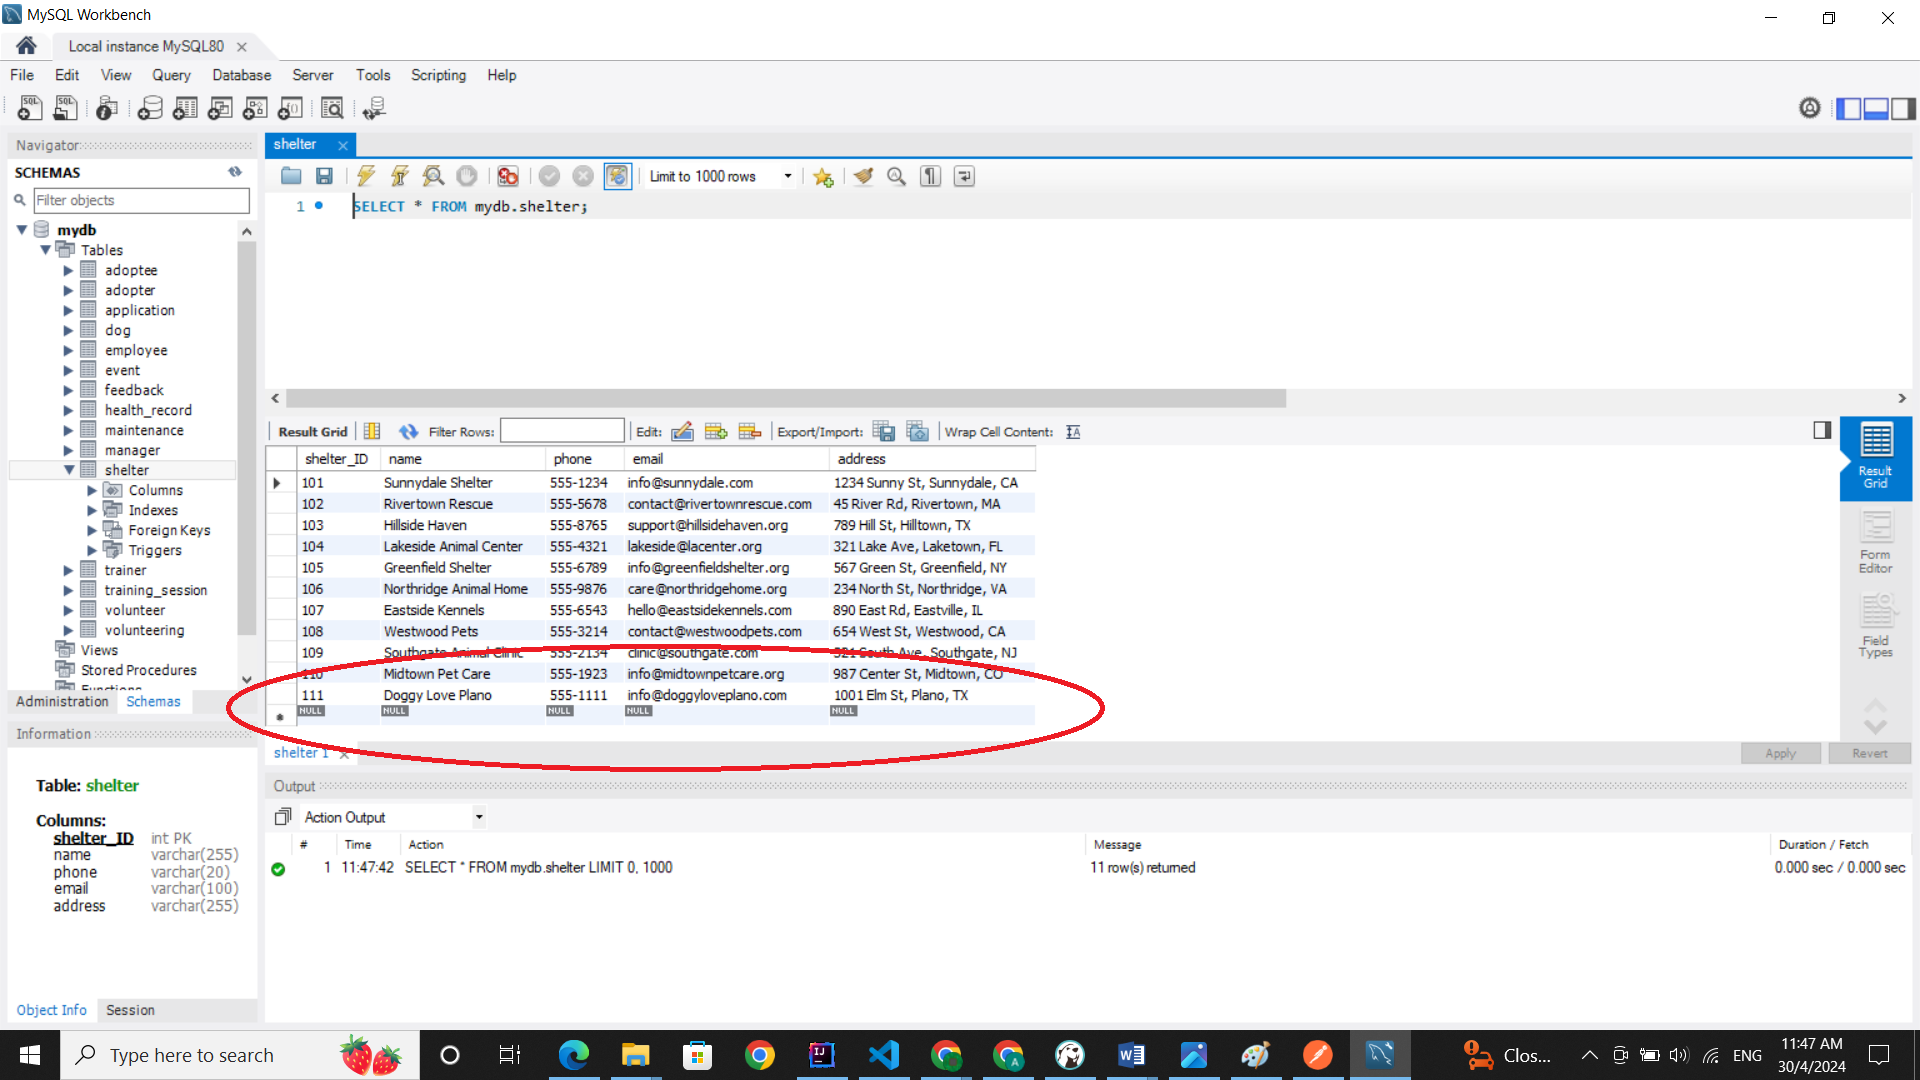 MySQL Workbench
Local instance MySQL80
File Edit View Query Database Server Tools Scripting Help
Navigator
SCHEMAS
Filter objects
mydb
Tables
adoptee
adopter
application
dog
employee
event
feedback
health_record
maintenance
manager
shelter
Columns
Indexes
Foreign Keys
Triggers
trainer
training_session
volunteer
volunteering
Views
Stored Procedures
Functions
Administration Schemas
Information
Table: shelter
Columns:
shelter_ID int PK
name varchar(255)
phone varchar(20)
email varchar(100)
address varchar(255)
Object Info Session
shelter
Limit to 1000 rows
1 SELECT * FROM mydb.shelter;
Result Grid Filter Rows: Edit: Export/Import: Wrap Cell Content:
shelter_ID name phone email address
101 Sunnydale Shelter 555-1234 info@sunnydale.com 1234 Sunny St, Sunnydale, CA
102 Rivertown Rescue 555-5678 contact@rivertownrescue.com 45 River Rd, Rivertown, MA
103 Hillside Haven 555-8765 support@hillsidehaven.org 789 Hill St, Hilltown, TX
104 Lakeside Animal Center 555-4321 lakeside@lacenter.org 321 Lake Ave, Laketown, FL
105 Greenfield Shelter 555-6789 info@greenfieldshelter.org 567 Green St, Greenfield, NY
106 Northridge Animal Home 555-9876 care@northridgehome.org 234 North St, Northridge, VA
107 Eastside Kennels 555-6543 hello@eastsidekennels.com 890 East Rd, Eastville, IL
108 Westwood Pets 555-3214 contact@westwoodpets.com 654 West St, Westwood, CA
109 Southgate Animal Clinic 555-2134 clinic@southgate.com 321 South Ave, Southgate, NJ
110 Midtown Pet Care 555-1923 info@midtownpetcare.org 987 Center St, Midtown, CO
111 Doggy Love Plano 555-1111 info@doggyloveplano.com 1001 Elm St, Plano, TX
NULL NULL NULL NULL NULL
Result Grid
Form Editor
Field Types
shelter 1
Apply Revert
Output
Action Output
# Time Action Message Duration / Fetch
1 11:47:42 SELECT * FROM mydb.shelter LIMIT 0, 1000 11 row(s) returned 0.000 sec / 0.000 sec
Type here to search
Clos...
ENG
11:47 AM
30/4/2024